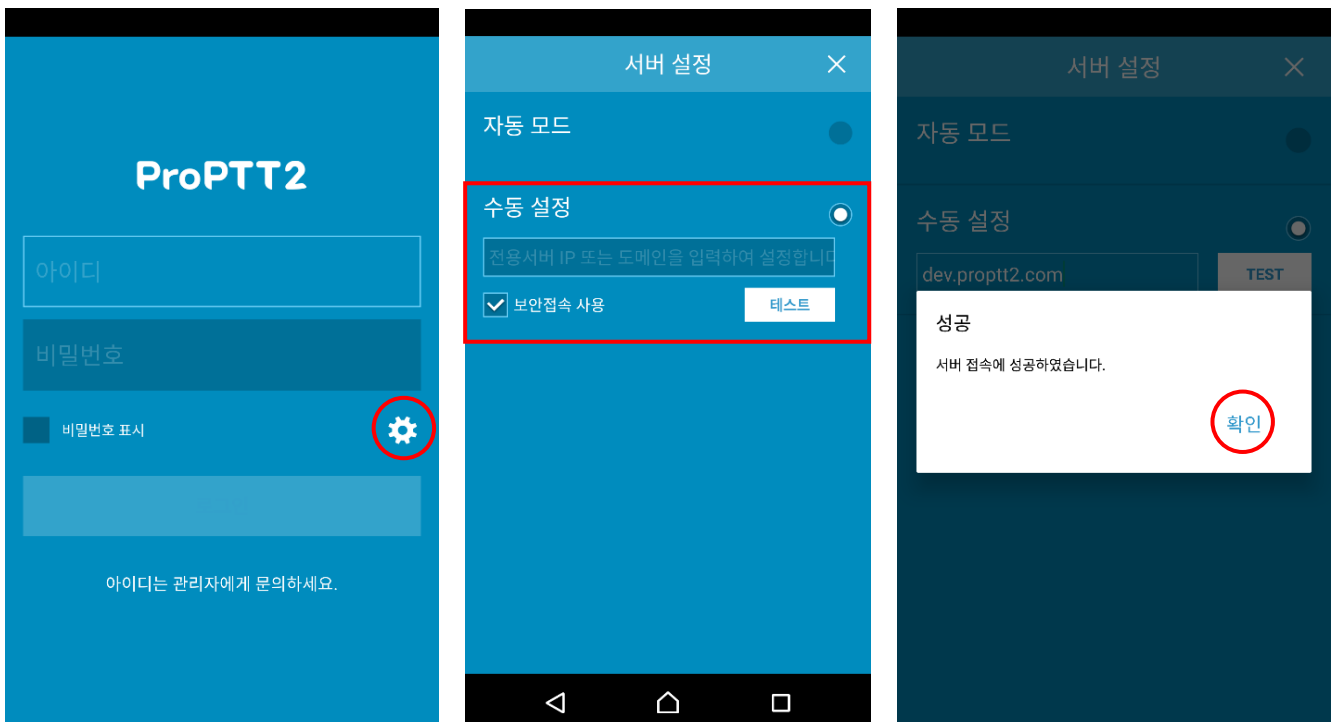 ProPTT2
아이디
비밀번호
비밀번호 표시
아이디는 관리자에게 문의하세요.
서버 설정
자동 모드
수동 설정
전용서버 IP 또는 도메인을 입력하여 설정합니다
보안접속 사용
테스트
서버 설정
자동 모드
수동 설정
dev.proptt2.com
TEST
성공
서버 접속에 성공하였습니다.
확인